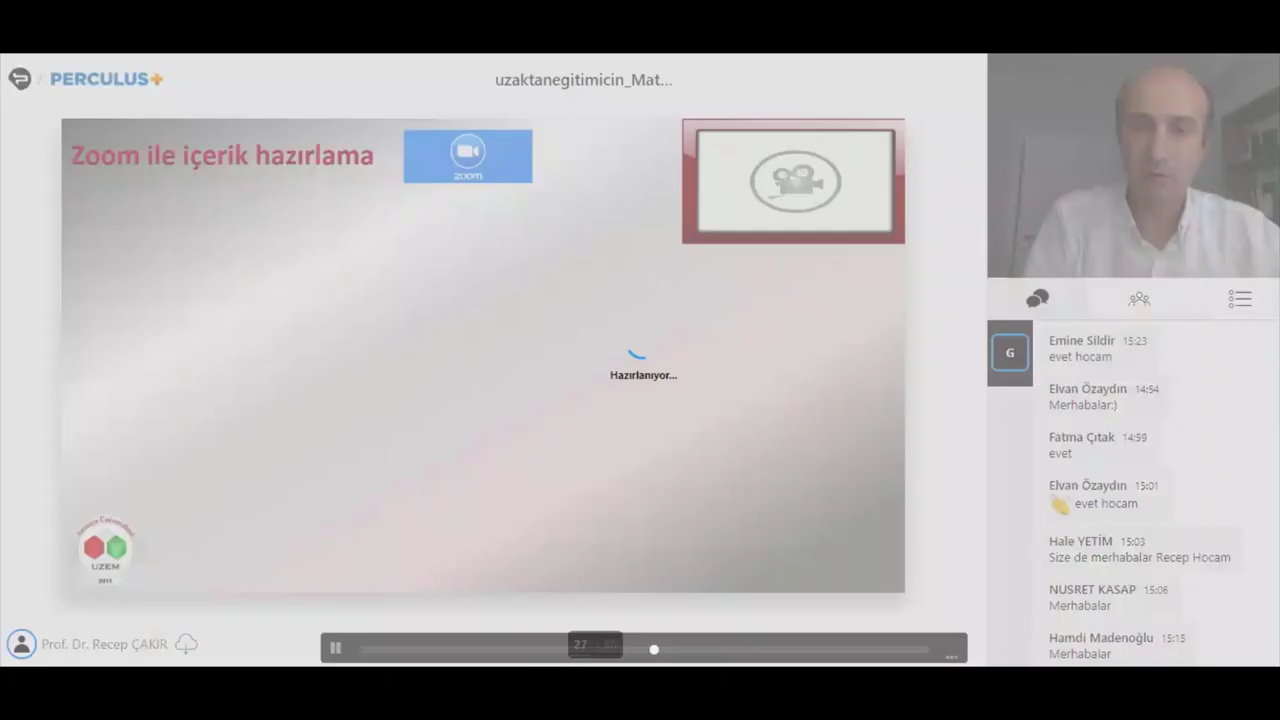 PERCULUS+
uzaktanegitimicin_Mat...
Zoom ile içerik hazırlama
zoom
Hazırlanıyor...
UZEM
2011
Prof. Dr. Recep ÇAKIR
27
G
Emine Sildir 15:23
evet hocam
Elvan Özaydın 14:54
Merhabalar:)
Fatma Çıtak 14:59
evet
Elvan Özaydın 15:01
evet hocam
Hale YETİM 15:03
Size de merhabalar Recep Hocam
NUSRET KASAP 15:06
Merhabalar
Hamdi Madenoğlu 15:15
Merhabalar